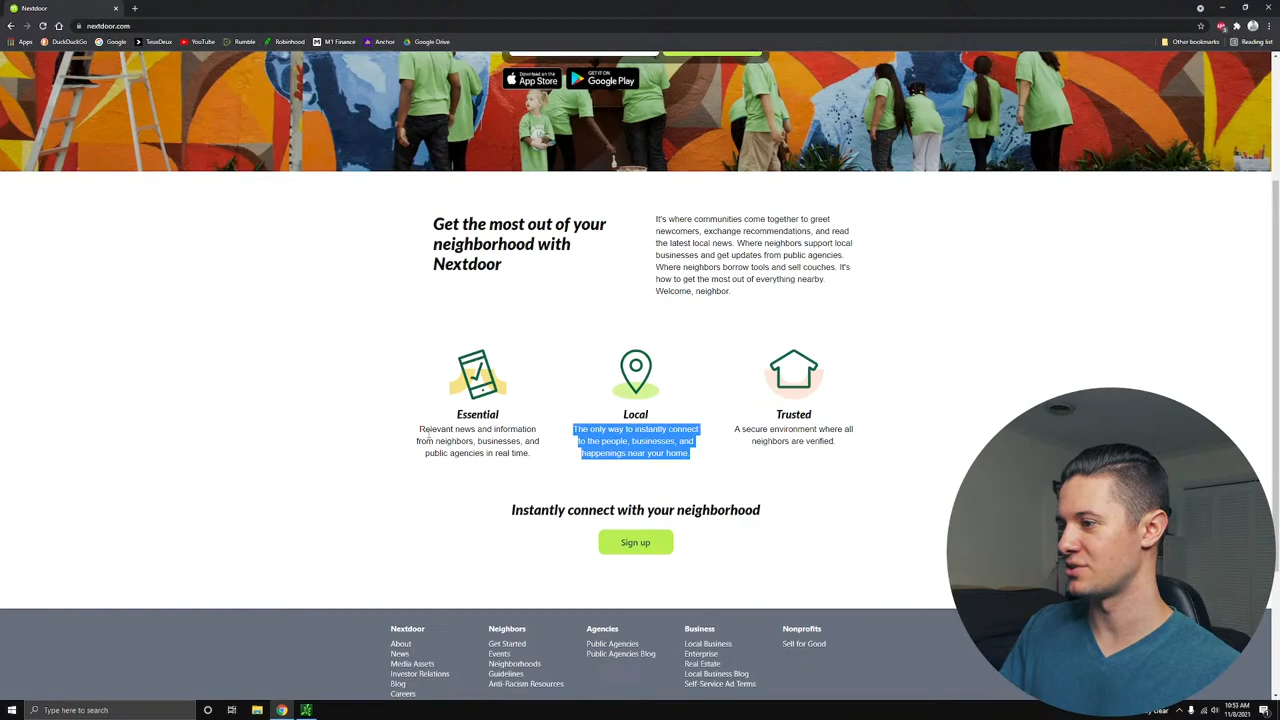 Nextdoor
nextdoor.com
Apps
DuckDuckGo
Google
TeuxDeux
YouTube
Rumble
Robinhood
M1 Finance
Anchor
Google Drive
Other bookmarks
Reading list
Download on the
App Store
GET IT ON
Google Play
Get the most out of your
neighborhood with
Nextdoor
It's where communities come together to greet
newcomers, exchange recommendations, and read
the latest local news. Where neighbors support local
businesses and get updates from public agencies.
Where neighbors borrow tools and sell couches. It's
how to get the most out of everything nearby.
Welcome, neighbor.
Essential
Relevant news and information
from neighbors, businesses, and
public agencies in real time.
Local
The only way to instantly connect
to the people, businesses, and
happenings near your home.
Trusted
A secure environment where all
neighbors are verified.
Instantly connect with your neighborhood
Sign up
Nextdoor
About
News
Media Assets
Investor Relations
Blog
Careers
Neighbors
Get Started
Events
Neighborhoods
Guidelines
Anti-Racism Resources
Agencies
Public Agencies
Public Agencies Blog
Business
Local Business
Enterprise
Real Estate
Local Business Blog
Self-Service Ad Terms
Nonprofits
Sell for Good
Type here to search
clear
10:53 AM
11/8/2021